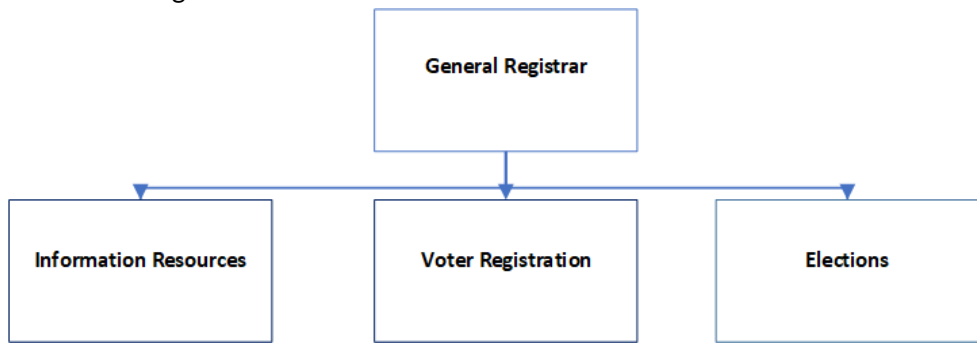 General Registrar
Information Resources
Voter Registration
Elections